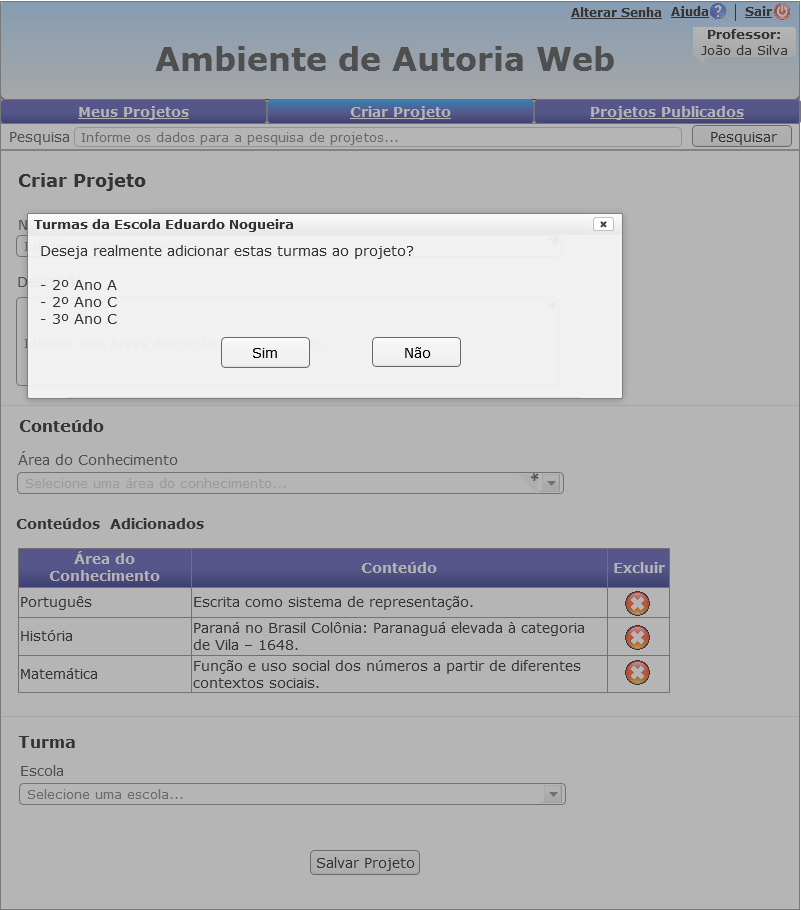 Alterar Senha Ajuda? | Sair
Professor:
João da Silva
Ambiente de Autoria Web
Meus Projetos Criar Projeto Projetos Publicados
Pesquisa Informe os dados para a pesquisa de projetos... Pesquisar
Criar Projeto
Turmas da Escola Eduardo Nogueira
Deseja realmente adicionar estas turmas ao projeto?
- 2º Ano A
- 2º Ano C
- 3º Ano C
Informe uma breve descrição
Sim Não
Conteúdo
Área do Conhecimento
Selecione uma área do conhecimento... *
Conteúdos Adicionados
Área do
Conhecimento
Conteúdo
Excluir
Português
Escrita como sistema de representação.
História
Paraná no Brasil Colônia: Paranaguá elevada à categoria
de Vila – 1648.
Matemática
Função e uso social dos números a partir de diferentes
contextos sociais.
Turma
Escola
Selecione uma escola...
Salvar Projeto